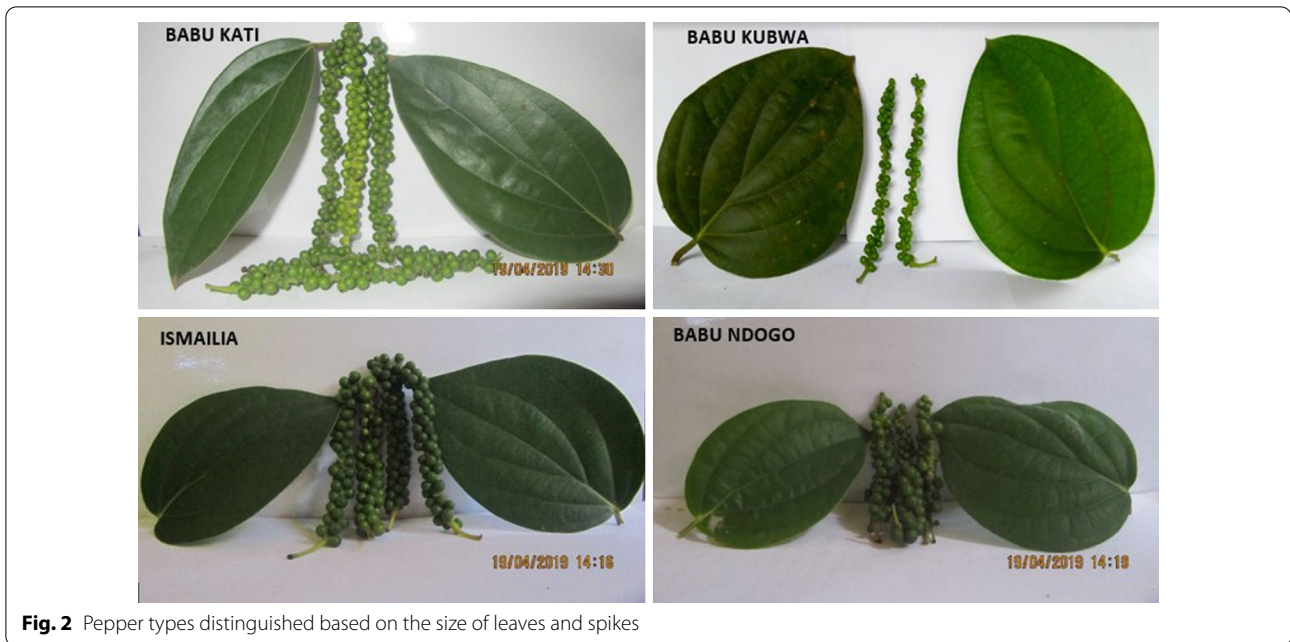 BABU KATI
19/04/2019 14:30
BABU KUBWA
ISMAILIA
19/04/2019 14:16
BABU NDOGO
19/04/2019 14:19
Fig. 2 Pepper types distinguished based on the size of leaves and spikes